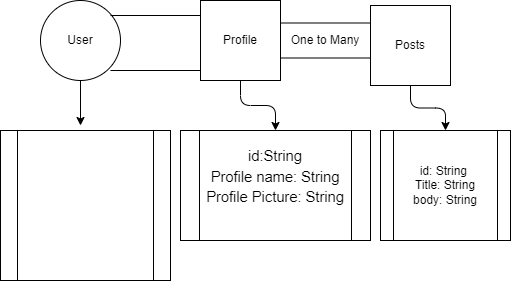 User
Profile
One to Many
Posts
id:String
Profile name: String
Profile Picture: String
id: String
Title: String
body: String